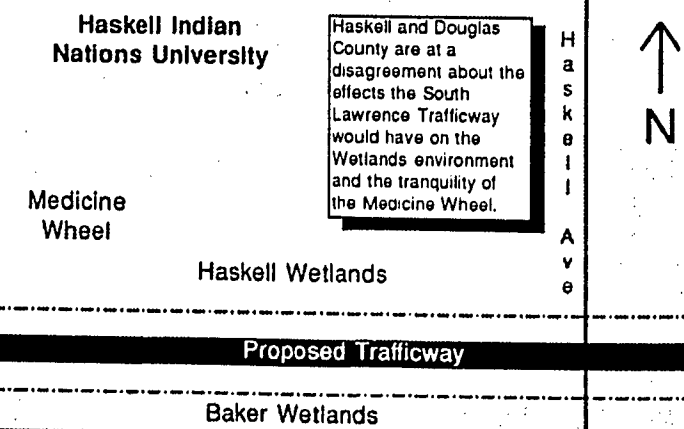 Haskell Indian
Nations University
Haskell and Douglas
County are at a
disagreement about the
effects the South
Lawrence Trafficway
would have on the
Wetlands environment
and the tranquility of
the Medicine Wheel.
Haskell Ave
N
Medicine
Wheel
Haskell Wetlands
Proposed Trafficway
Baker Wetlands